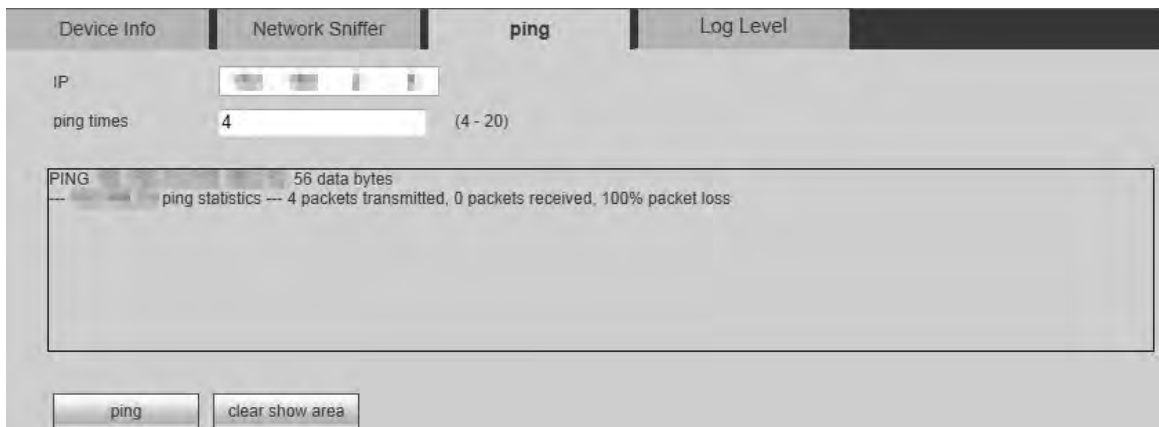 Device Info Network Sniffer ping Log Level
IP
ping times 4 (4 - 20)
PING 56 data bytes
--- ping statistics --- 4 packets transmitted, 0 packets received, 100% packet loss
ping clear show area